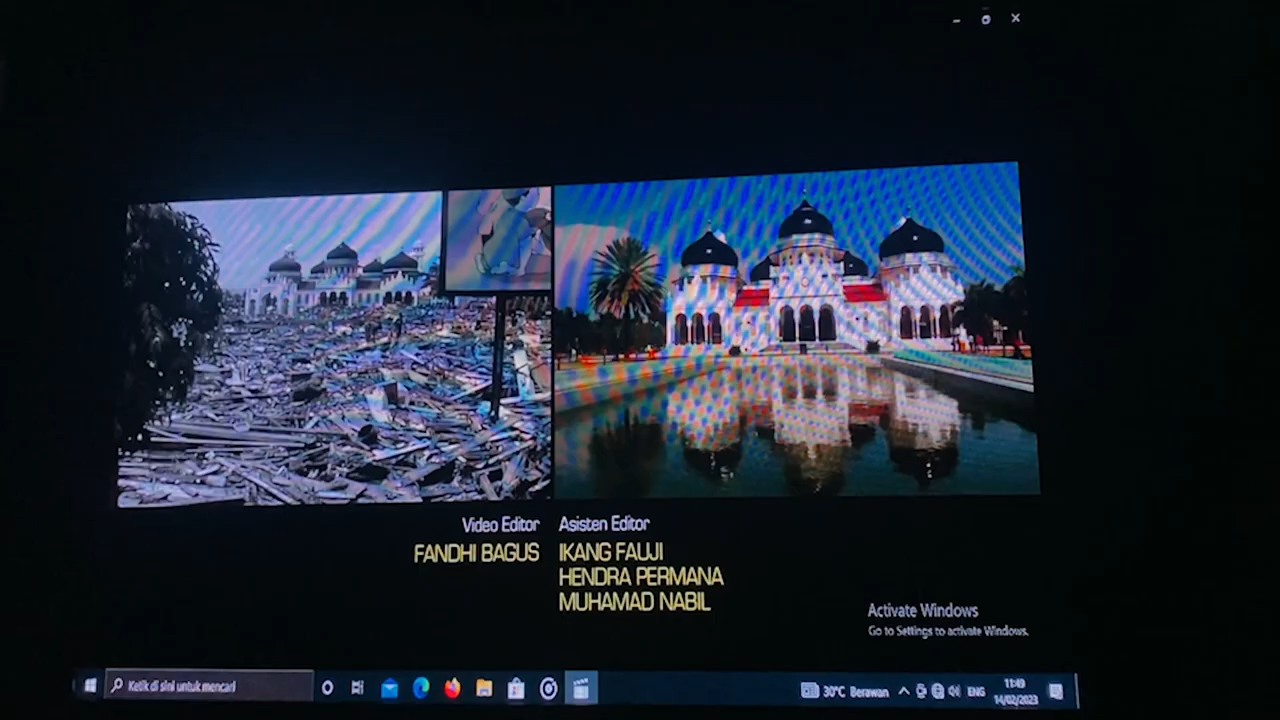 Video Editor
FANDHI BAGUS
Asisten Editor
IKANG FAUJI
HENDRA PERMANA
MUHAMAD NABIL
Activate Windows
Go to Settings to activate Windows.
Ketik di sini untuk mencari
30°C Berawan
ENG
11:49
14/02/2023